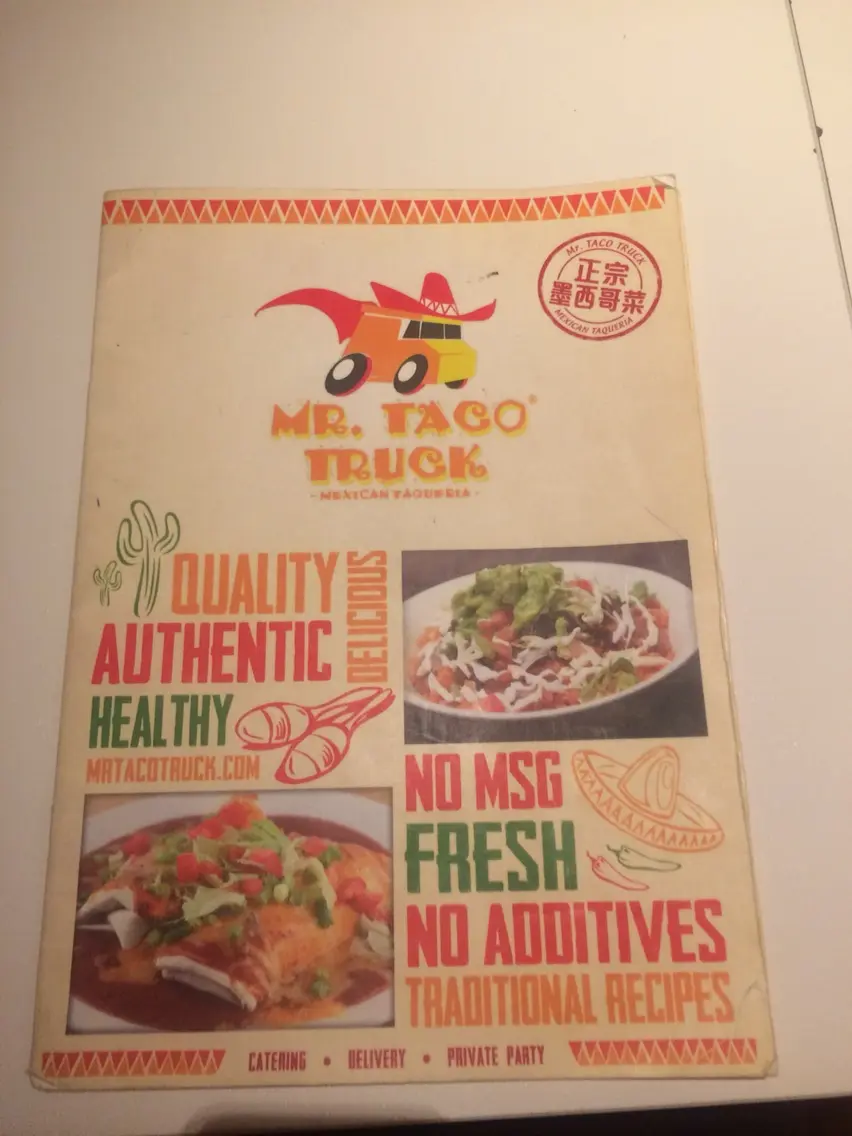 Mr. TACO TRUCK
正宗
墨西哥菜
MEXICAN TAQUERIA
MR. TACO®
TRUCK
- MEXICAN TAQUERIA -
QUALITY
DELICIOUS
AUTHENTIC
HEALTHY
MRTACOTRUCK.COM
NO MSG
FRESH
NO ADDITIVES
TRADITIONAL RECIPES
CATERING • DELIVERY • PRIVATE PARTY